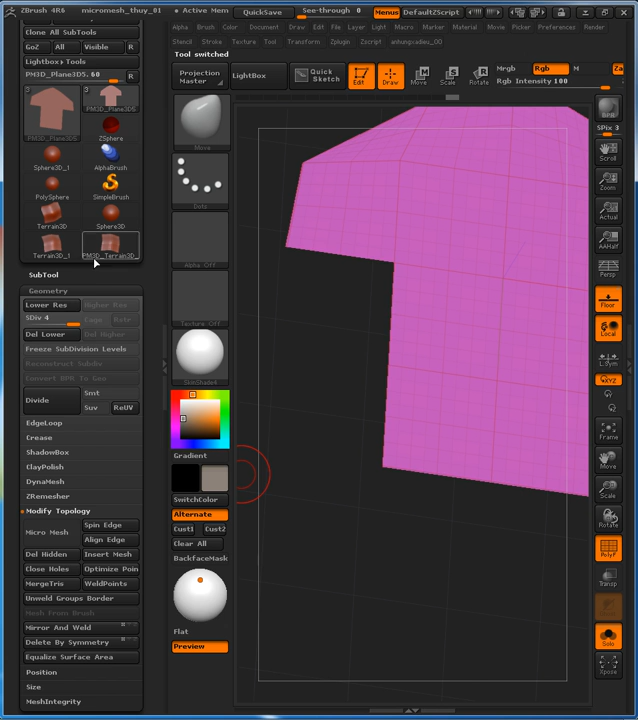 ZBrush 4R6 micromesh_thuy_01 • Active Mem QuickSave See-through 0 Menus DefaultZScript
Alpha Brush Color Document Draw Edit File Layer Light Macro Marker Material Movie Picker Preferences Render
Stencil Stroke Texture Tool Transform Zplugin Zscript anhungxadeu_00
Tool switched
Clone All SubTools
GoZ All Visible R
Lightbox▸Tools
PM3D_Plane3D5. 60 R
3 3
PM3D_Plane3D5
PM3D_Plane3D5
ZSphere
Sphere3D_1 AlphaBrush
PolySphere SimpleBrush
Terrain3D Sphere3D
Terrain3D_1 PM3D_Terrain3D_
SubTool
Geometry
Lower Res Higher Res
SDiv 4 Cage Rstr
Del Lower Del Higher
Freeze SubDivision Levels
Reconstruct Subdiv
Convert BPR To Geo
Divide Smt
Suv ReUV
EdgeLoop
Crease
ShadowBox
ClayPolish
DynaMesh
ZRemesher
Modify Topology
Micro Mesh Spin Edge
Align Edge
Del Hidden Insert Mesh
Close Holes Optimize Poin
MergeTris WeldPoints
Unweld Groups Border
Mesh From Brush
Mirror And Weld
Delete By Symmetry
Equalize Surface Area
Position
Size
MeshIntegrity
Projection Master
LightBox
Quick Sketch
Edit
Draw
Move
Scale
Rotate
Mrgb Rgb M
Rgb Intensity 100
Move
Dots
Alpha Off
Texture Off
SkinShade4
Gradient
SwitchColor
Alternate
Cust1 Cust2
Clear All
BackfaceMask
Flat
Preview
BPR
SPix 3
Scroll
Zoom
Actual
AAHalf
Persp
Floor
Local
L.Sym
XYZ
Frame
Move
Scale
Rotate
PolyF
Transp
Solo
Xpose